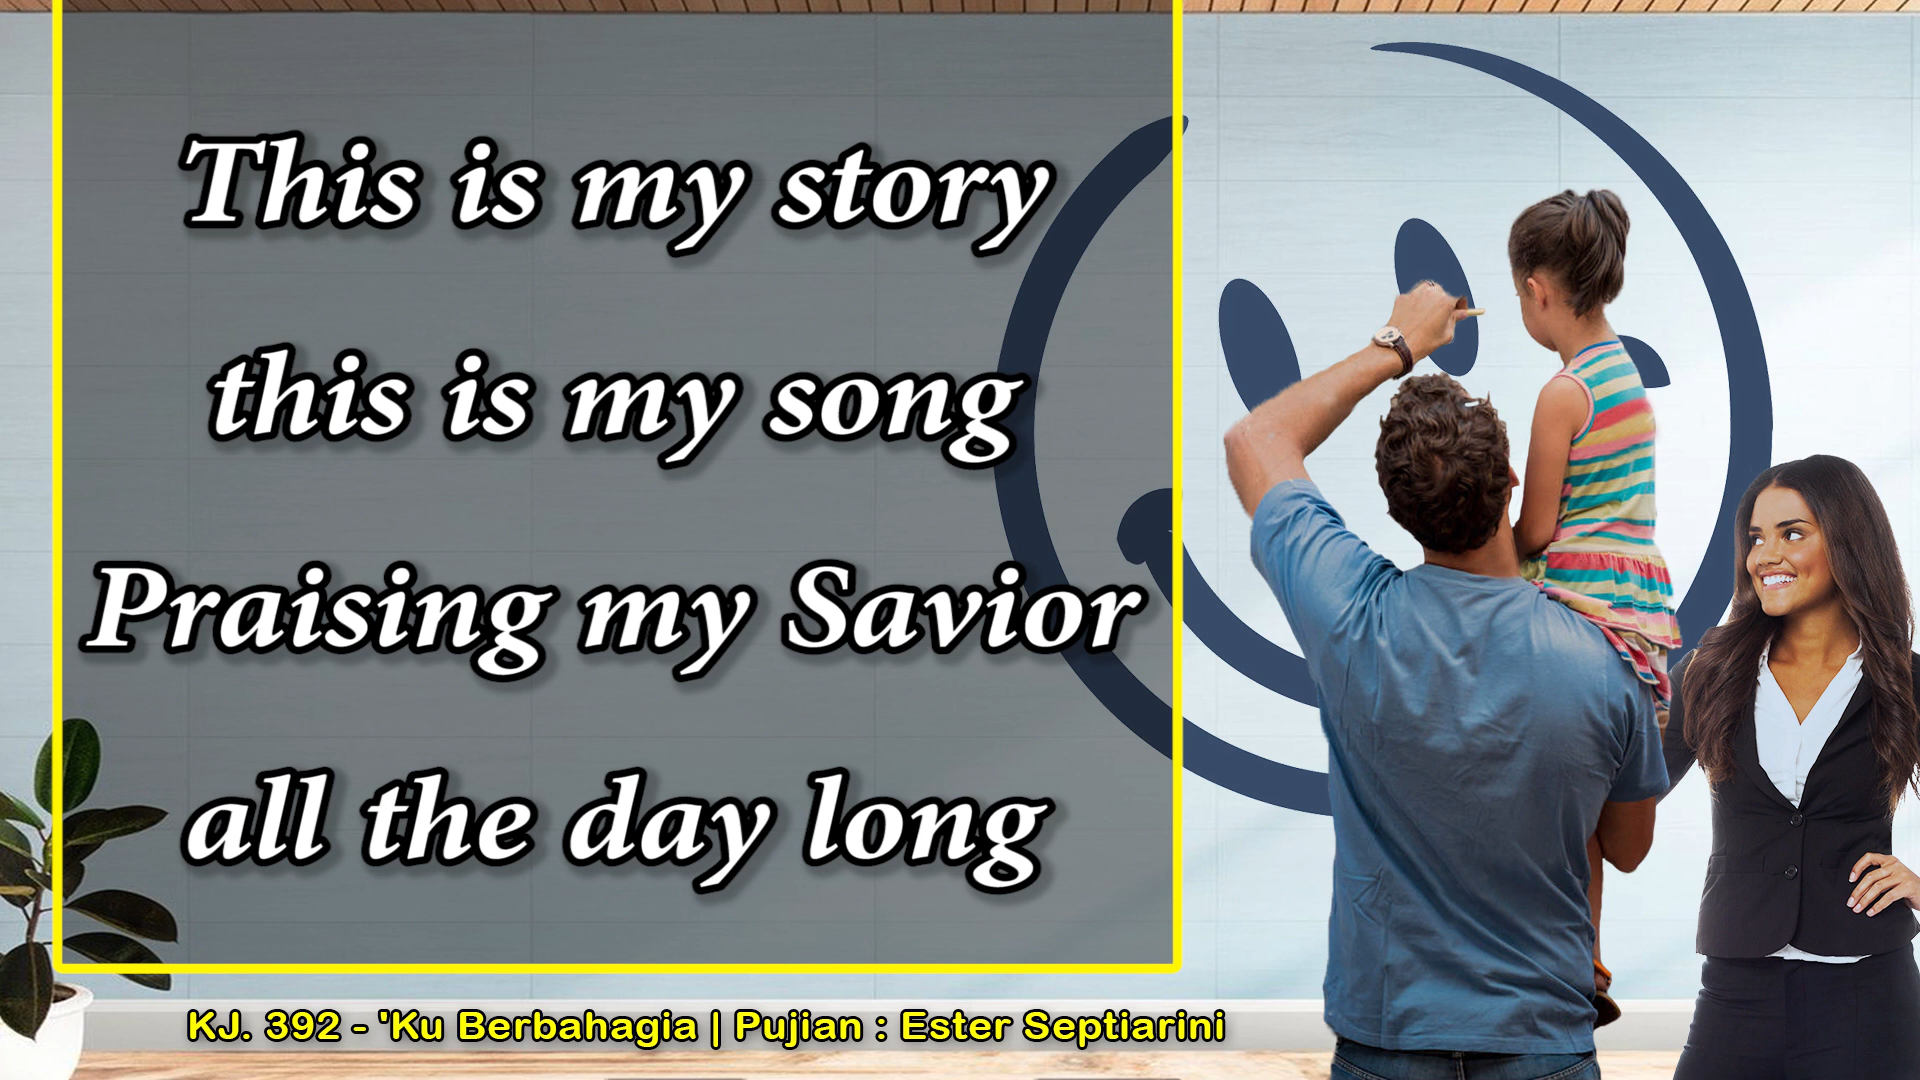 This is my story
this is my song
Praising my Savior
all the day long
KJ. 392 - 'Ku Berbahagia | Pujian : Ester Septiarini